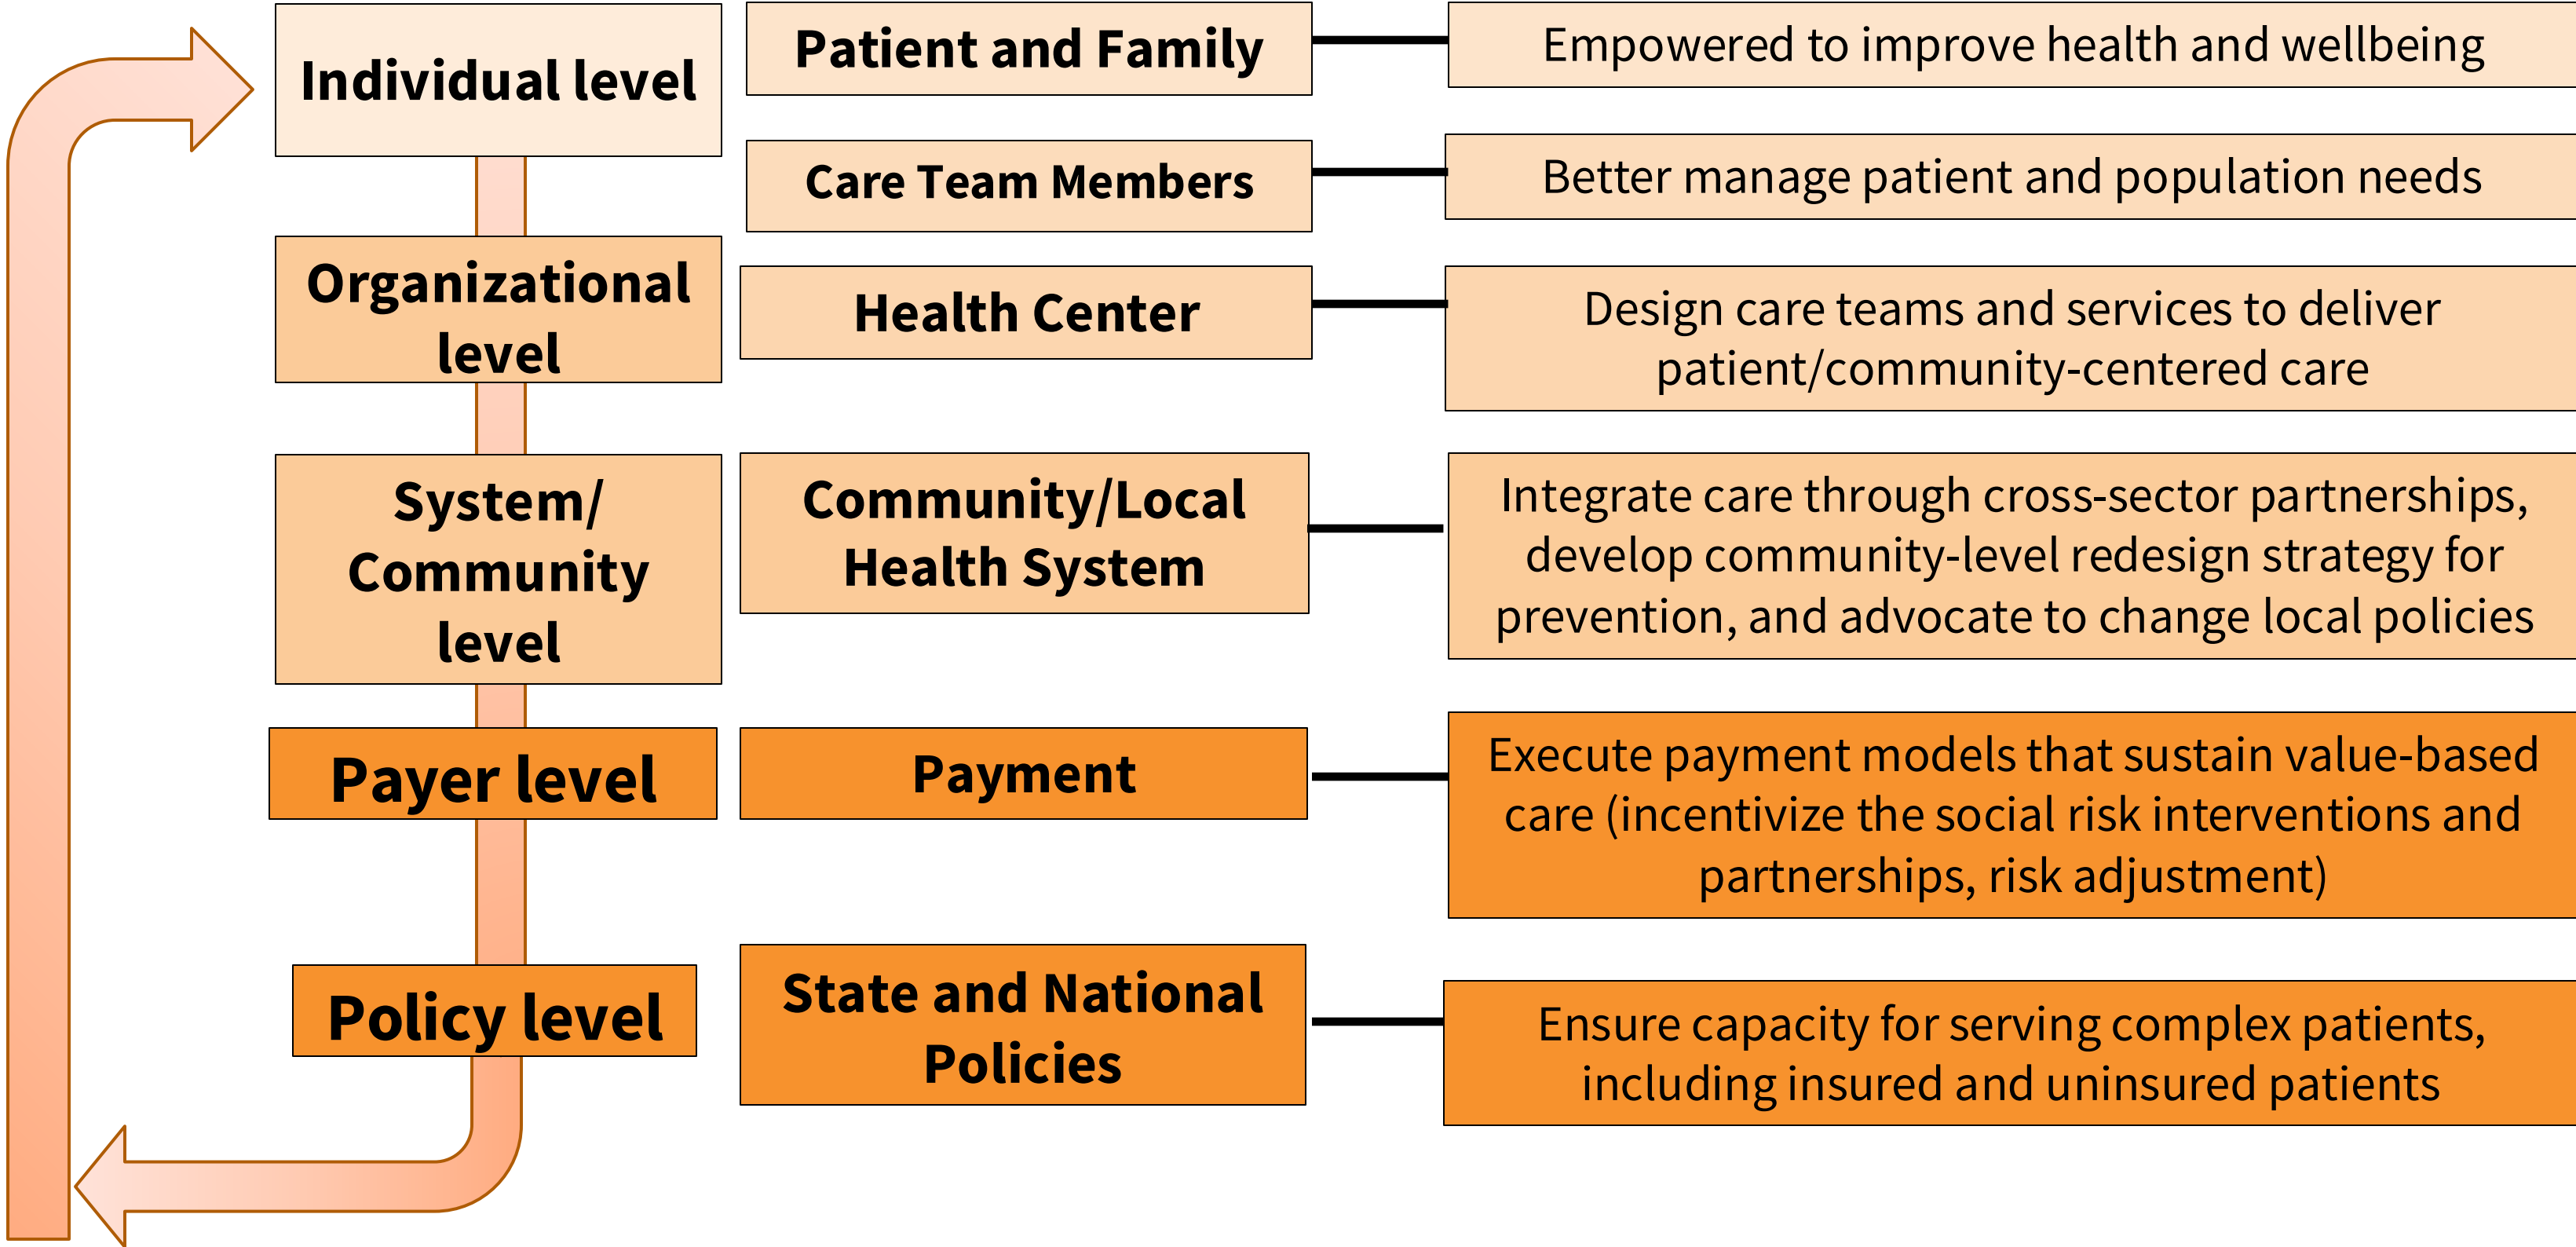 Individual level
Patient and Family
Empowered to improve health and wellbeing
Care Team Members
Better manage patient and population needs
Organizational
level
Health Center
Design care teams and services to deliver
patient/community-centered care
System/
Community
level
Community/Local
Health System
Integrate care through cross-sector partnerships,
develop community-level redesign strategy for
prevention, and advocate to change local policies
Payer level
Payment
Execute payment models that sustain value-based
care (incentivize the social risk interventions and
partnerships, risk adjustment)
Policy level
State and National
Policies
Ensure capacity for serving complex patients,
including insured and uninsured patients